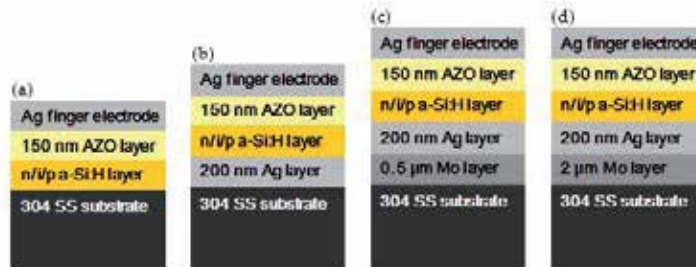 (a)
Ag finger electrode
150 nm AZO layer
n/i/p a-Si:H layer
304 SS substrate
(b)
Ag finger electrode
150 nm AZO layer
n/i/p a-Si:H layer
200 nm Ag layer
304 SS substrate
(c)
Ag finger electrode
150 nm AZO layer
n/i/p a-Si:H layer
200 nm Ag layer
0.5 μm Mo layer
304 SS substrate
(d)
Ag finger electrode
150 nm AZO layer
n/i/p a-Si:H layer
200 nm Ag layer
2 μm Mo layer
304 SS substrate